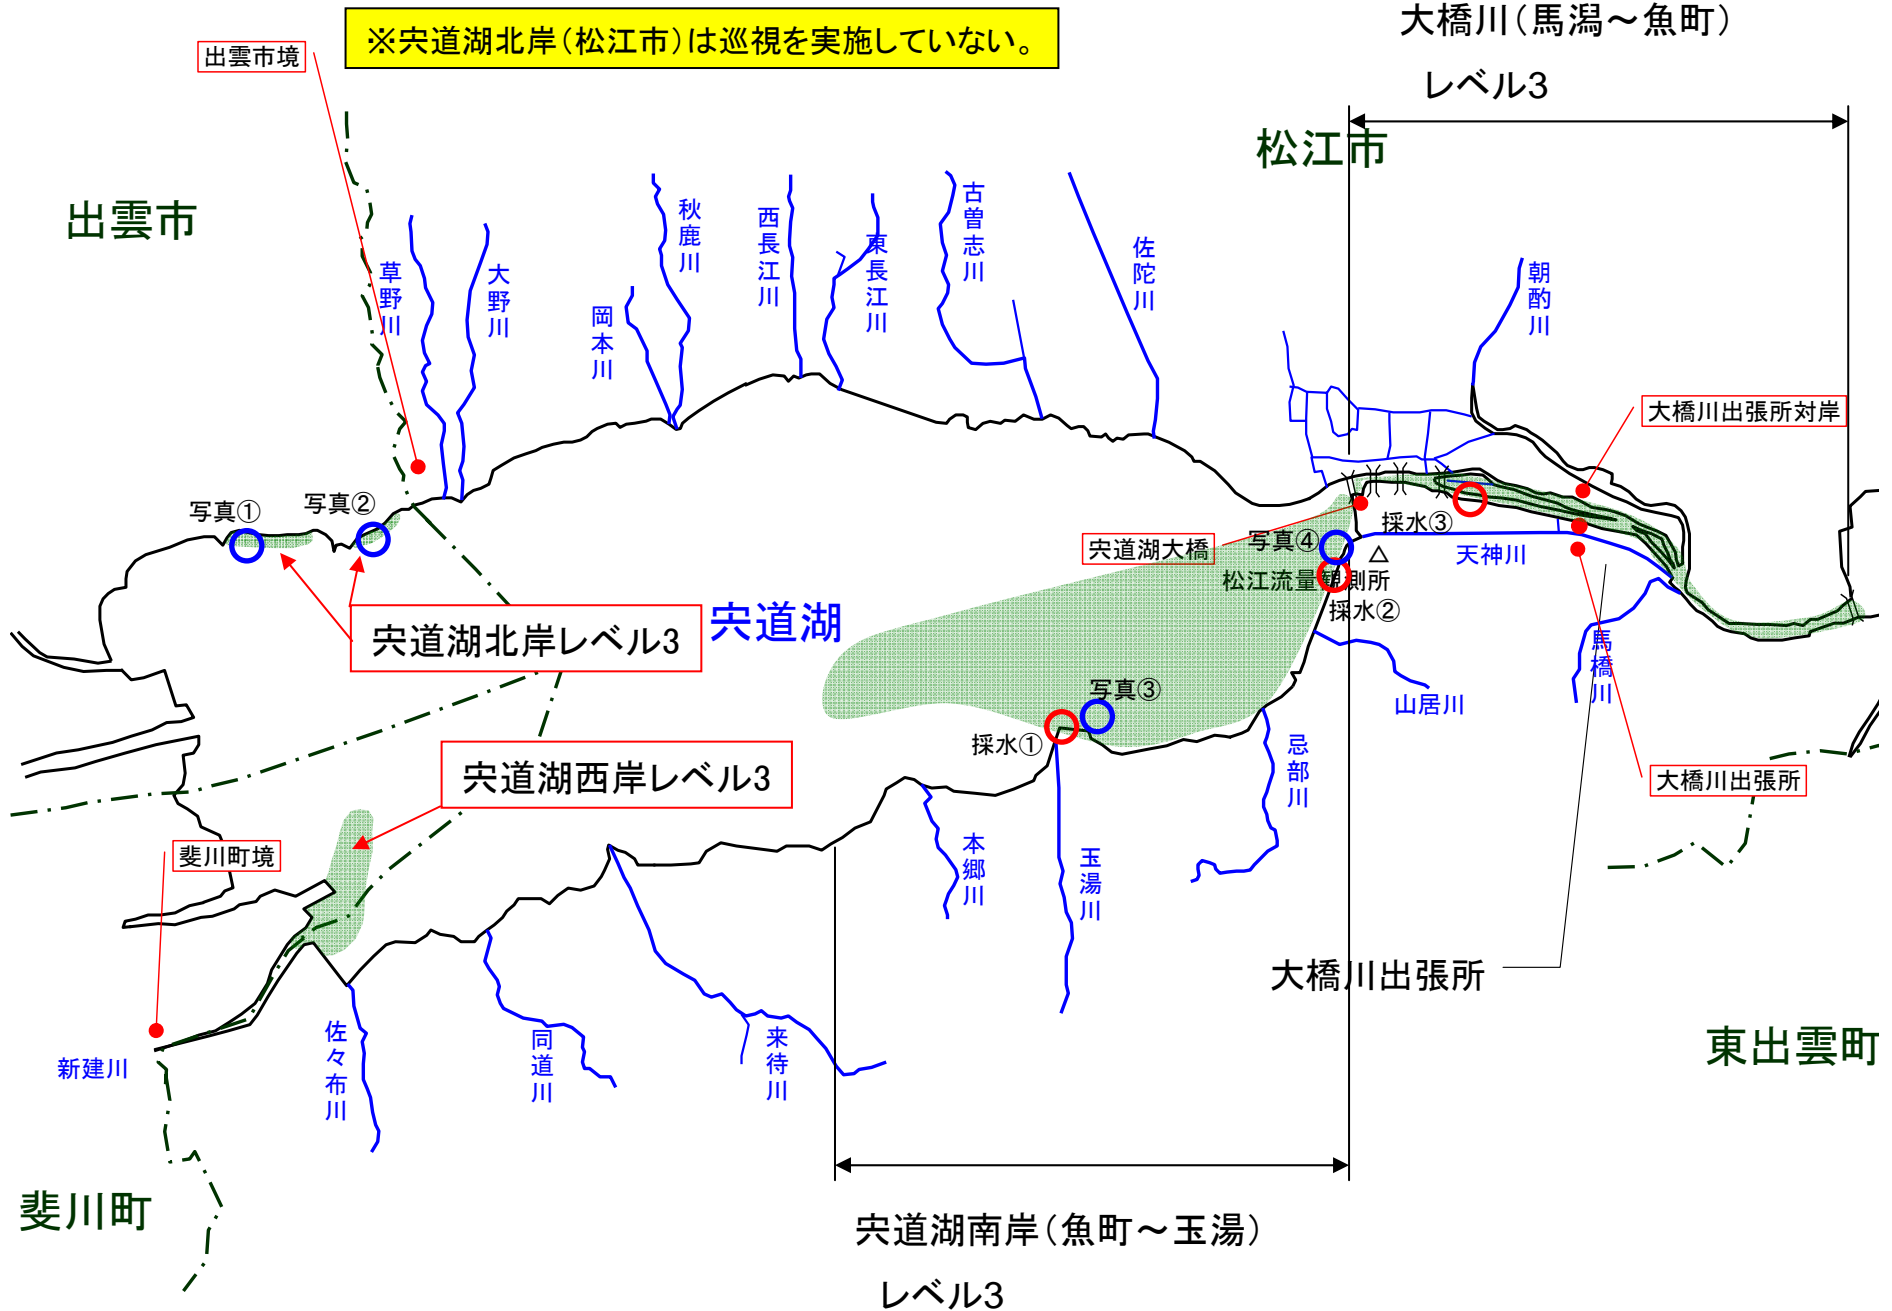 大橋川（馬潟～魚町）
レベル3
※宍道湖北岸（松江市）は巡視を実施していない。
出雲市境
松江市
出雲市
草野川
大野川
岡本川
秋鹿川
西長江川
東長江川
古曽志川
佐陀川
朝酌川
大橋川出張所対岸
写真①
写真②
採水③
宍道湖大橋
写真④
△
天神川
松江流量観測所
採水②
宍道湖北岸レベル3
宍道湖
写真③
山居川
馬橋川
採水①
宍道湖西岸レベル3
忌部川
大橋川出張所
斐川町境
本郷川
玉湯川
大橋川出張所
新建川
佐々布川
同道川
来待川
東出雲町
斐川町
宍道湖南岸（魚町～玉湯）
レベル3